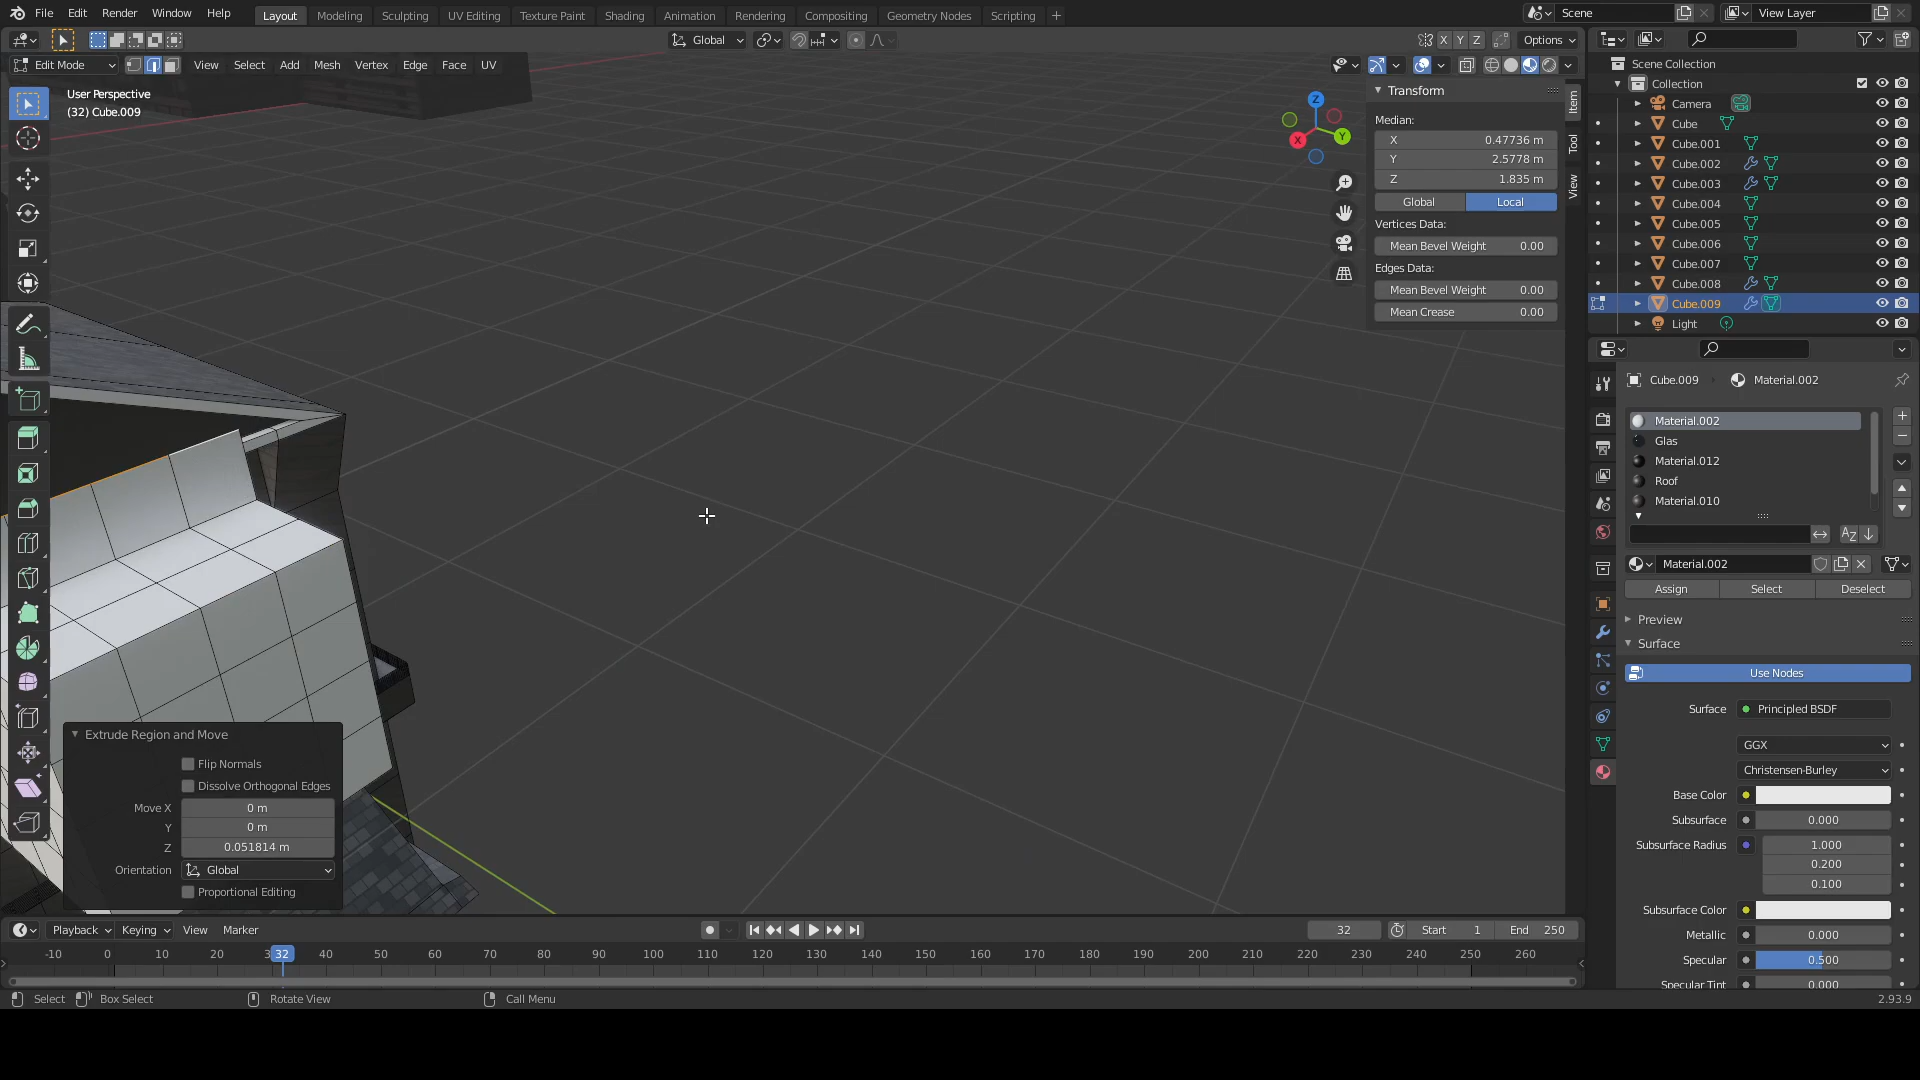 File Edit Render Window Help Layout Modeling Sculpting UV Editing Texture Paint Shading Animation Rendering Compositing Geometry Nodes Scripting + Scene View Layer
Global X Y Z Options
Edit Mode View Select Add Mesh Vertex Edge Face UV
User Perspective
(32) Cube.009
Z
Y
X
Transform
Median:
X 0.47736 m
Y 2.5778 m
Z 1.835 m
Global Local
Vertices Data:
Mean Bevel Weight 0.00
Edges Data:
Mean Bevel Weight 0.00
Mean Crease 0.00
Item
Tool
View
Scene Collection
Collection
Camera
Cube
Cube.001
Cube.002
Cube.003
Cube.004
Cube.005
Cube.006
Cube.007
Cube.008
Cube.009
Light
Cube.009 Material.002
Material.002
Glas
Material.012
Roof
Material.010
Material.002
Assign Select Deselect
Preview
Surface
Use Nodes
Surface Principled BSDF
GGX
Christensen-Burley
Base Color
Subsurface 0.000
Subsurface Radius 1.000
0.200
0.100
Subsurface Color
Metallic 0.000
Specular 0.500
Specular Tint 0.000
Extrude Region and Move
Flip Normals
Dissolve Orthogonal Edges
Move X 0 m
Y 0 m
Z 0.051814 m
Orientation Global
Proportional Editing
Playback Keying View Marker 32 Start 1 End 250
-10 0 10 20 32 40 50 60 70 80 90 100 110 120 130 140 150 160 170 180 190 200 210 220 230 240 250 260
Select Box Select Rotate View Call Menu 2.93.9